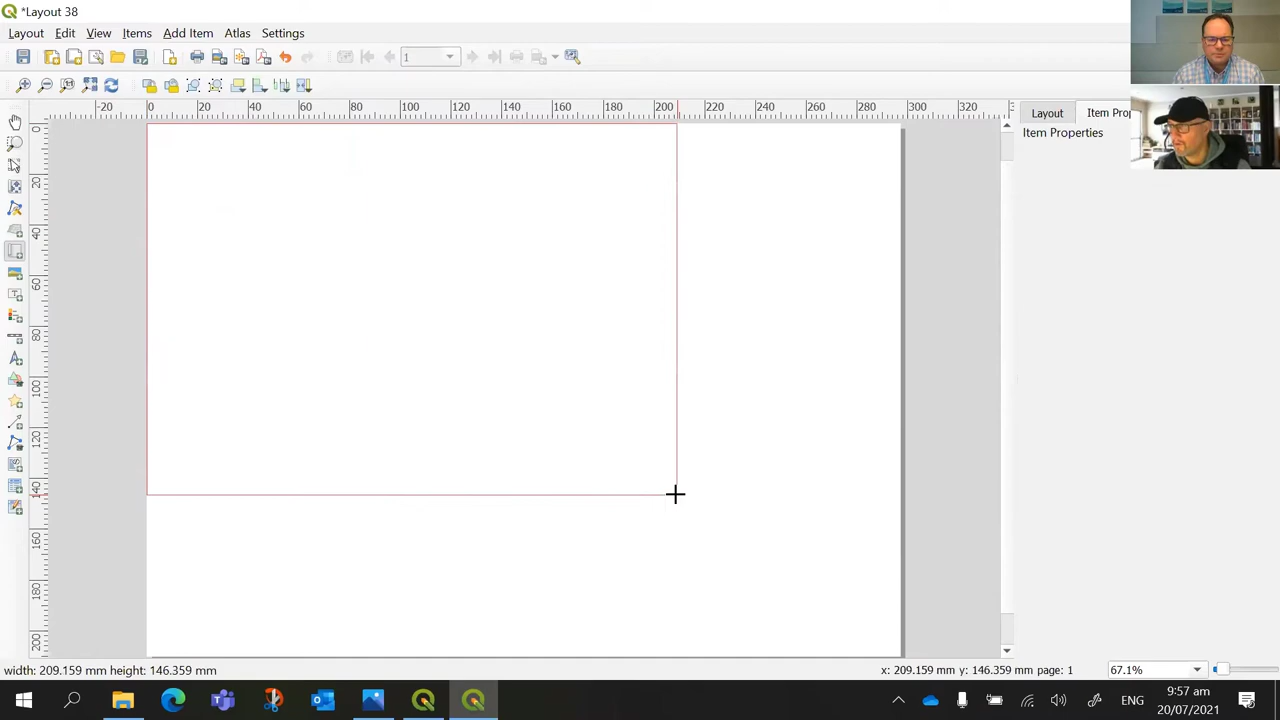 *Layout 38
Layout Edit View Items Add Item Atlas Settings
1
-20 0 20 40 60 80 100 120 140 160 180 200 220 240 260 280 300 320
0
20
40
60
80
100
120
140
160
180
200
Layout Item Prop
Item Properties
width: 209.159 mm height: 146.359 mm
x: 209.159 mm y: 146.359 mm page: 1
67.1%
ENG
9:57 am
20/07/2021